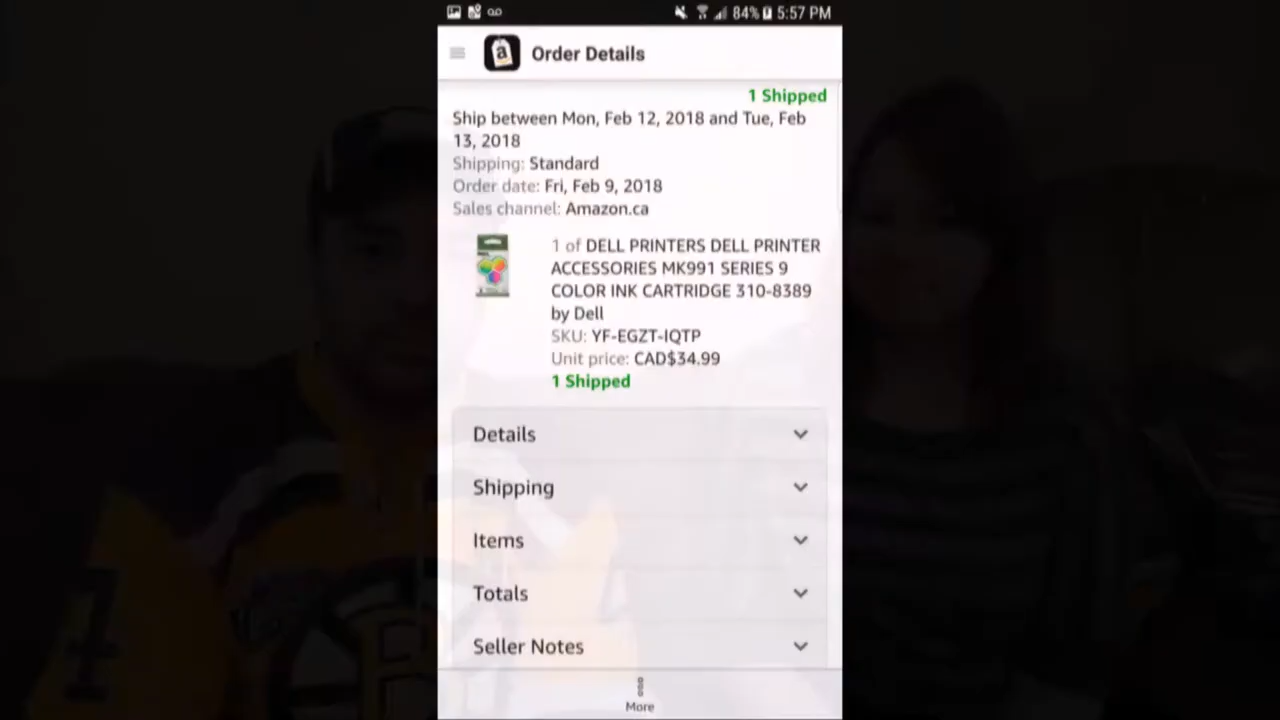 84% 5:57 PM
a Order Details
1 Shipped
Ship between Mon, Feb 12, 2018 and Tue, Feb
13, 2018
Shipping: Standard
Order date: Fri, Feb 9, 2018
Sales channel: Amazon.ca
1 of DELL PRINTERS DELL PRINTER
ACCESSORIES MK991 SERIES 9
COLOR INK CARTRIDGE 310-8389
by Dell
SKU: YF-EGZT-IQTP
Unit price: CAD$34.99
1 Shipped
Details
Shipping
Items
Totals
Seller Notes
More